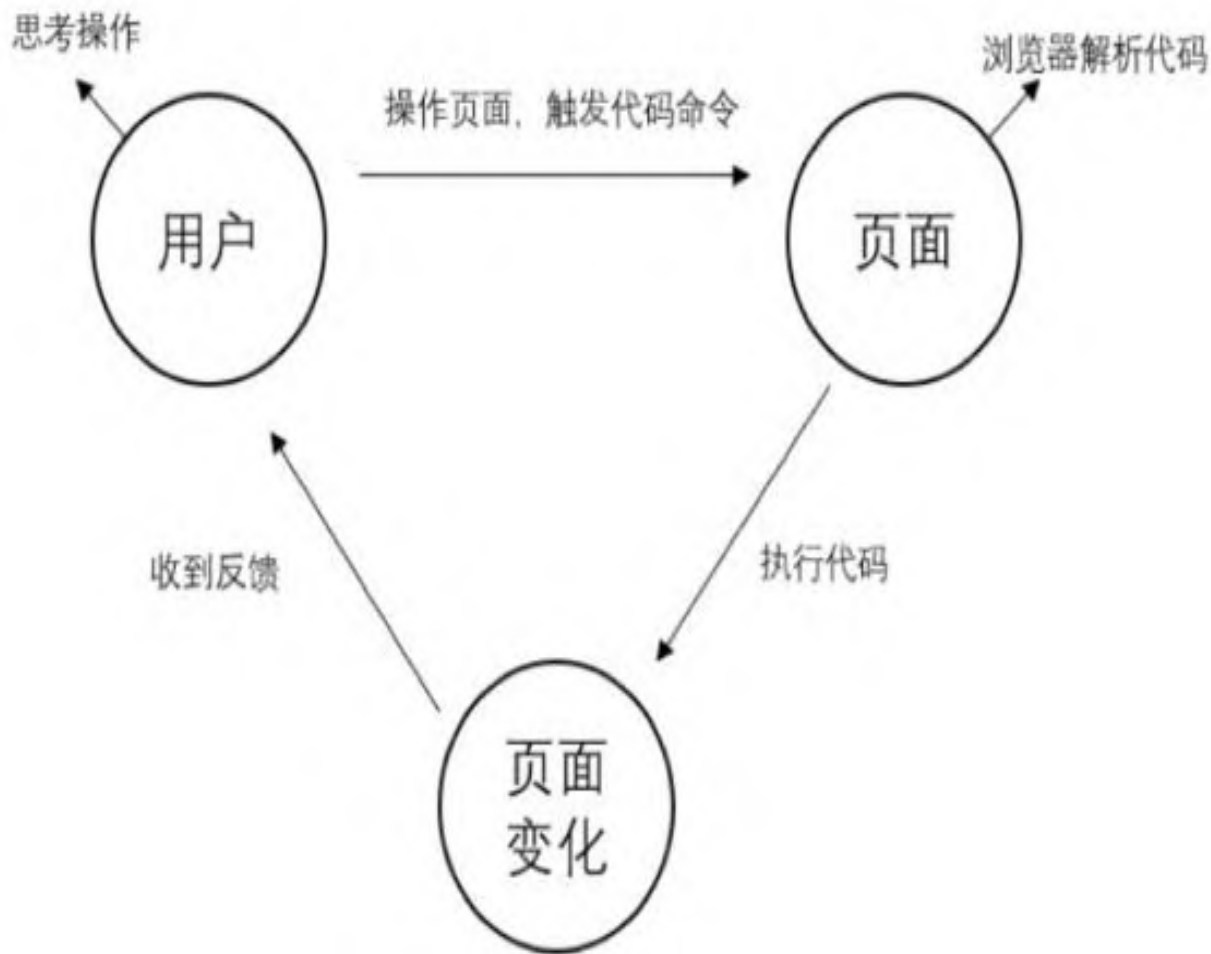 思考操作
浏览器解析代码
操作页面，触发代码命令
用户
页面
收到反馈
执行代码
页面
变化